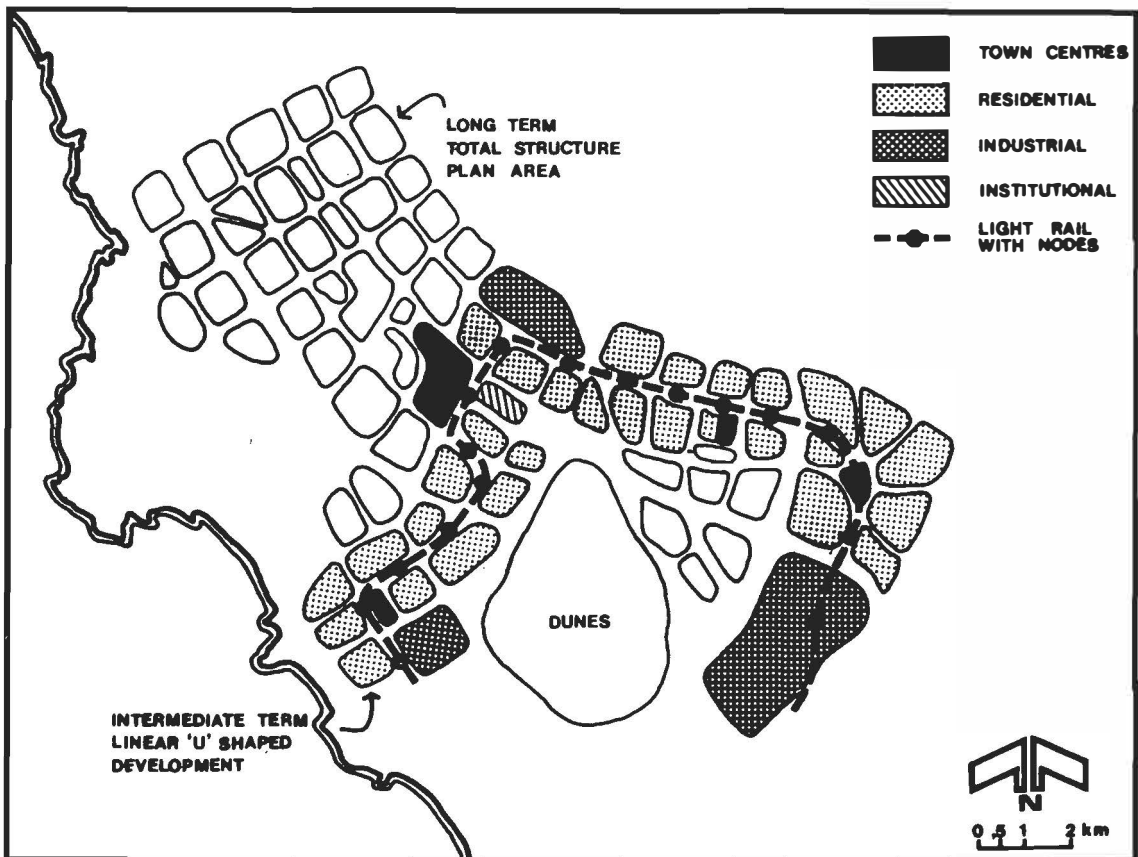 TOWN CENTRES
RESIDENTIAL
INDUSTRIAL
INSTITUTIONAL
LIGHT RAIL
WITH NODES
LONG TERM
TOTAL STRUCTURE
PLAN AREA
DUNES
INTERMEDIATE TERM
LINEAR 'U' SHAPED
DEVELOPMENT
N
0 .5 1 2 km